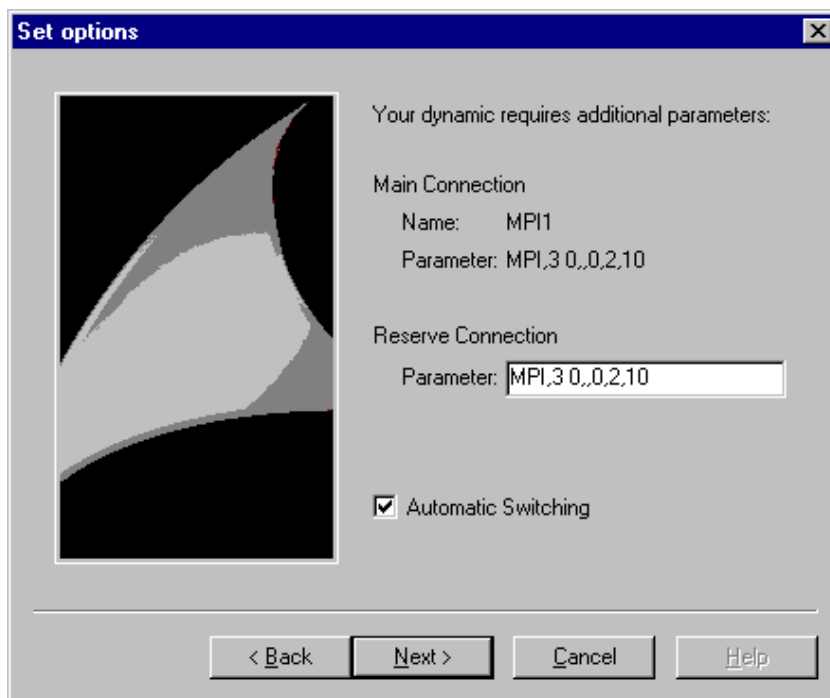 Set options
Your dynamic requires additional parameters:
Main Connection
Name: MPI1
Parameter: MPI,3 0,,0,2,10
Reserve Connection
Parameter: MPI,3 0,,0,2,10
Automatic Switching
< Back
Next >
Cancel
Help